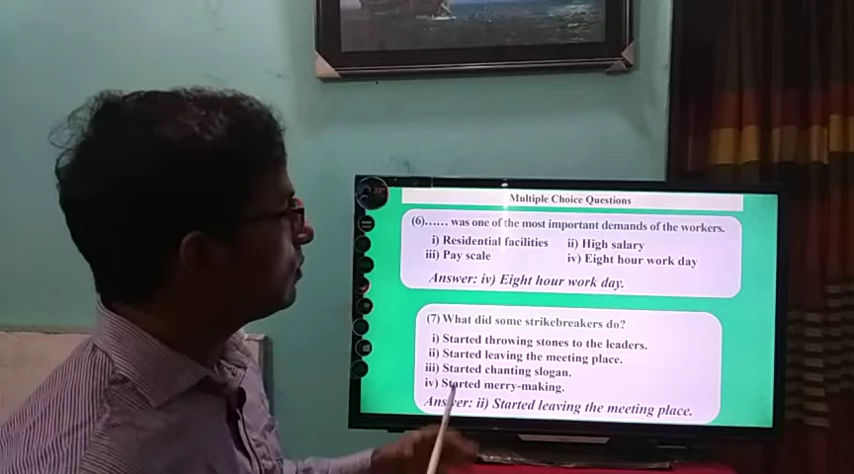 Multiple Choice Questions
(6)...... was one of the most important demands of the workers.
i) Residential facilities ii) High salary
iii) Pay scale iv) Eight hour work day
Answer: iv) Eight hour work day.
(7) What did some strikebreakers do?
i) Started throwing stones to the leaders.
ii) Started leaving the meeting place.
iii) Started chanting slogan.
iv) Started merry-making.
Answer: ii) Started leaving the meeting place.